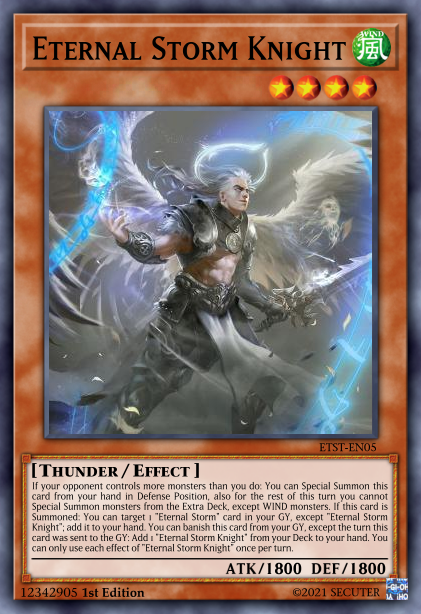 Eternal Storm Knight
WIND
風
ETST-EN05
[Thunder / Effect ]
If your opponent controls more monsters than you do: You can Special Summon this
card from your hand in Defense Position, also for the rest of this turn you cannot
Special Summon monsters from the Extra Deck, except WIND monsters. If this card is
Summoned: You can target 1 "Eternal Storm" card in your GY, except "Eternal Storm
Knight"; add it to your hand. You can banish this card from your GY, except the turn this
card was sent to the GY: Add 1 "Eternal Storm" from your Deck to your hand. You can
only use each effect of "Eternal Storm Knight" once per turn.
ATK/1800 DEF/1800
12342905 1st Edition
©2021 SECUTER